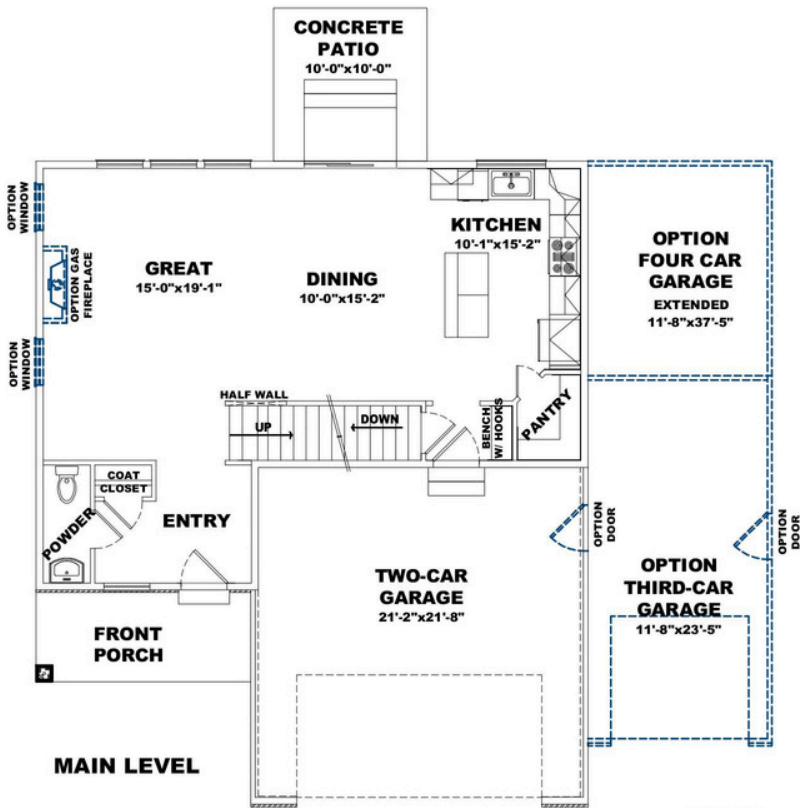 CONCRETE
PATIO
10'-0"x10'-0"
OPTION
WINDOW
OPTION GAS
FIREPLACE
OPTION
WINDOW
GREAT
15'-0"x19'-1"
DINING
10'-0"x15'-2"
KITCHEN
10'-1"x15'-2"
OPTION
FOUR CAR
GARAGE
EXTENDED
11'-8"x37'-5"
HALF WALL
UP
DOWN
BENCH
W/ HOOKS
PANTRY
COAT
CLOSET
POWDER
ENTRY
OPTION
DOOR
OPTION
DOOR
TWO-CAR
GARAGE
21'-2"x21'-8"
OPTION
THIRD-CAR
GARAGE
11'-8"x23'-5"
FRONT
PORCH
MAIN LEVEL